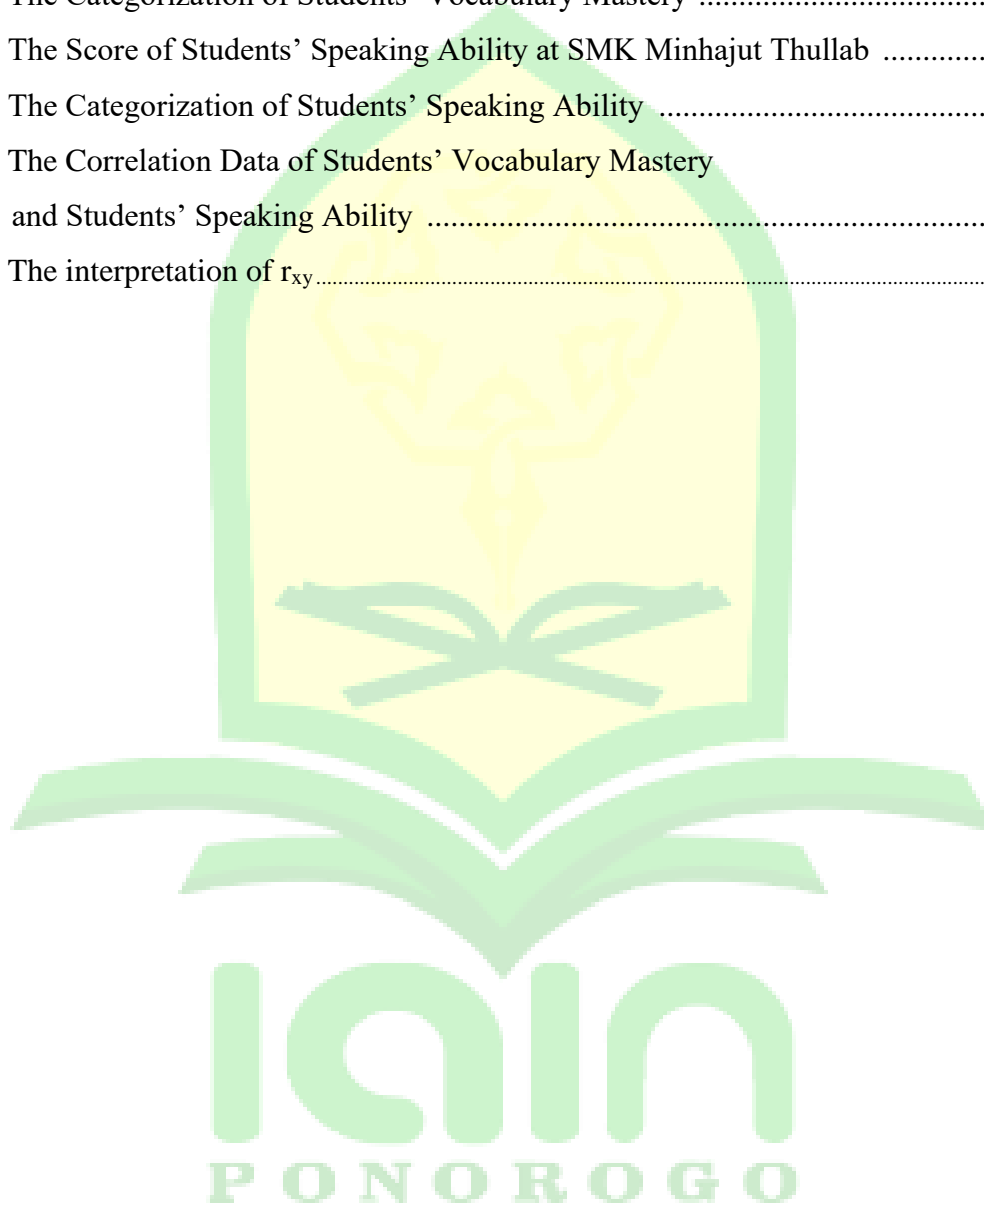 The Categorization of Students' Vocabulary Mastery ................................
The Score of Students' Speaking Ability at SMK Minhajut Thullab .............
The Categorization of Students' Speaking Ability .....................................
The Correlation Data of Students' Vocabulary Mastery
and Students' Speaking Ability ................................................................
The interpretation of rxy................................................................
iain
PONOROGO